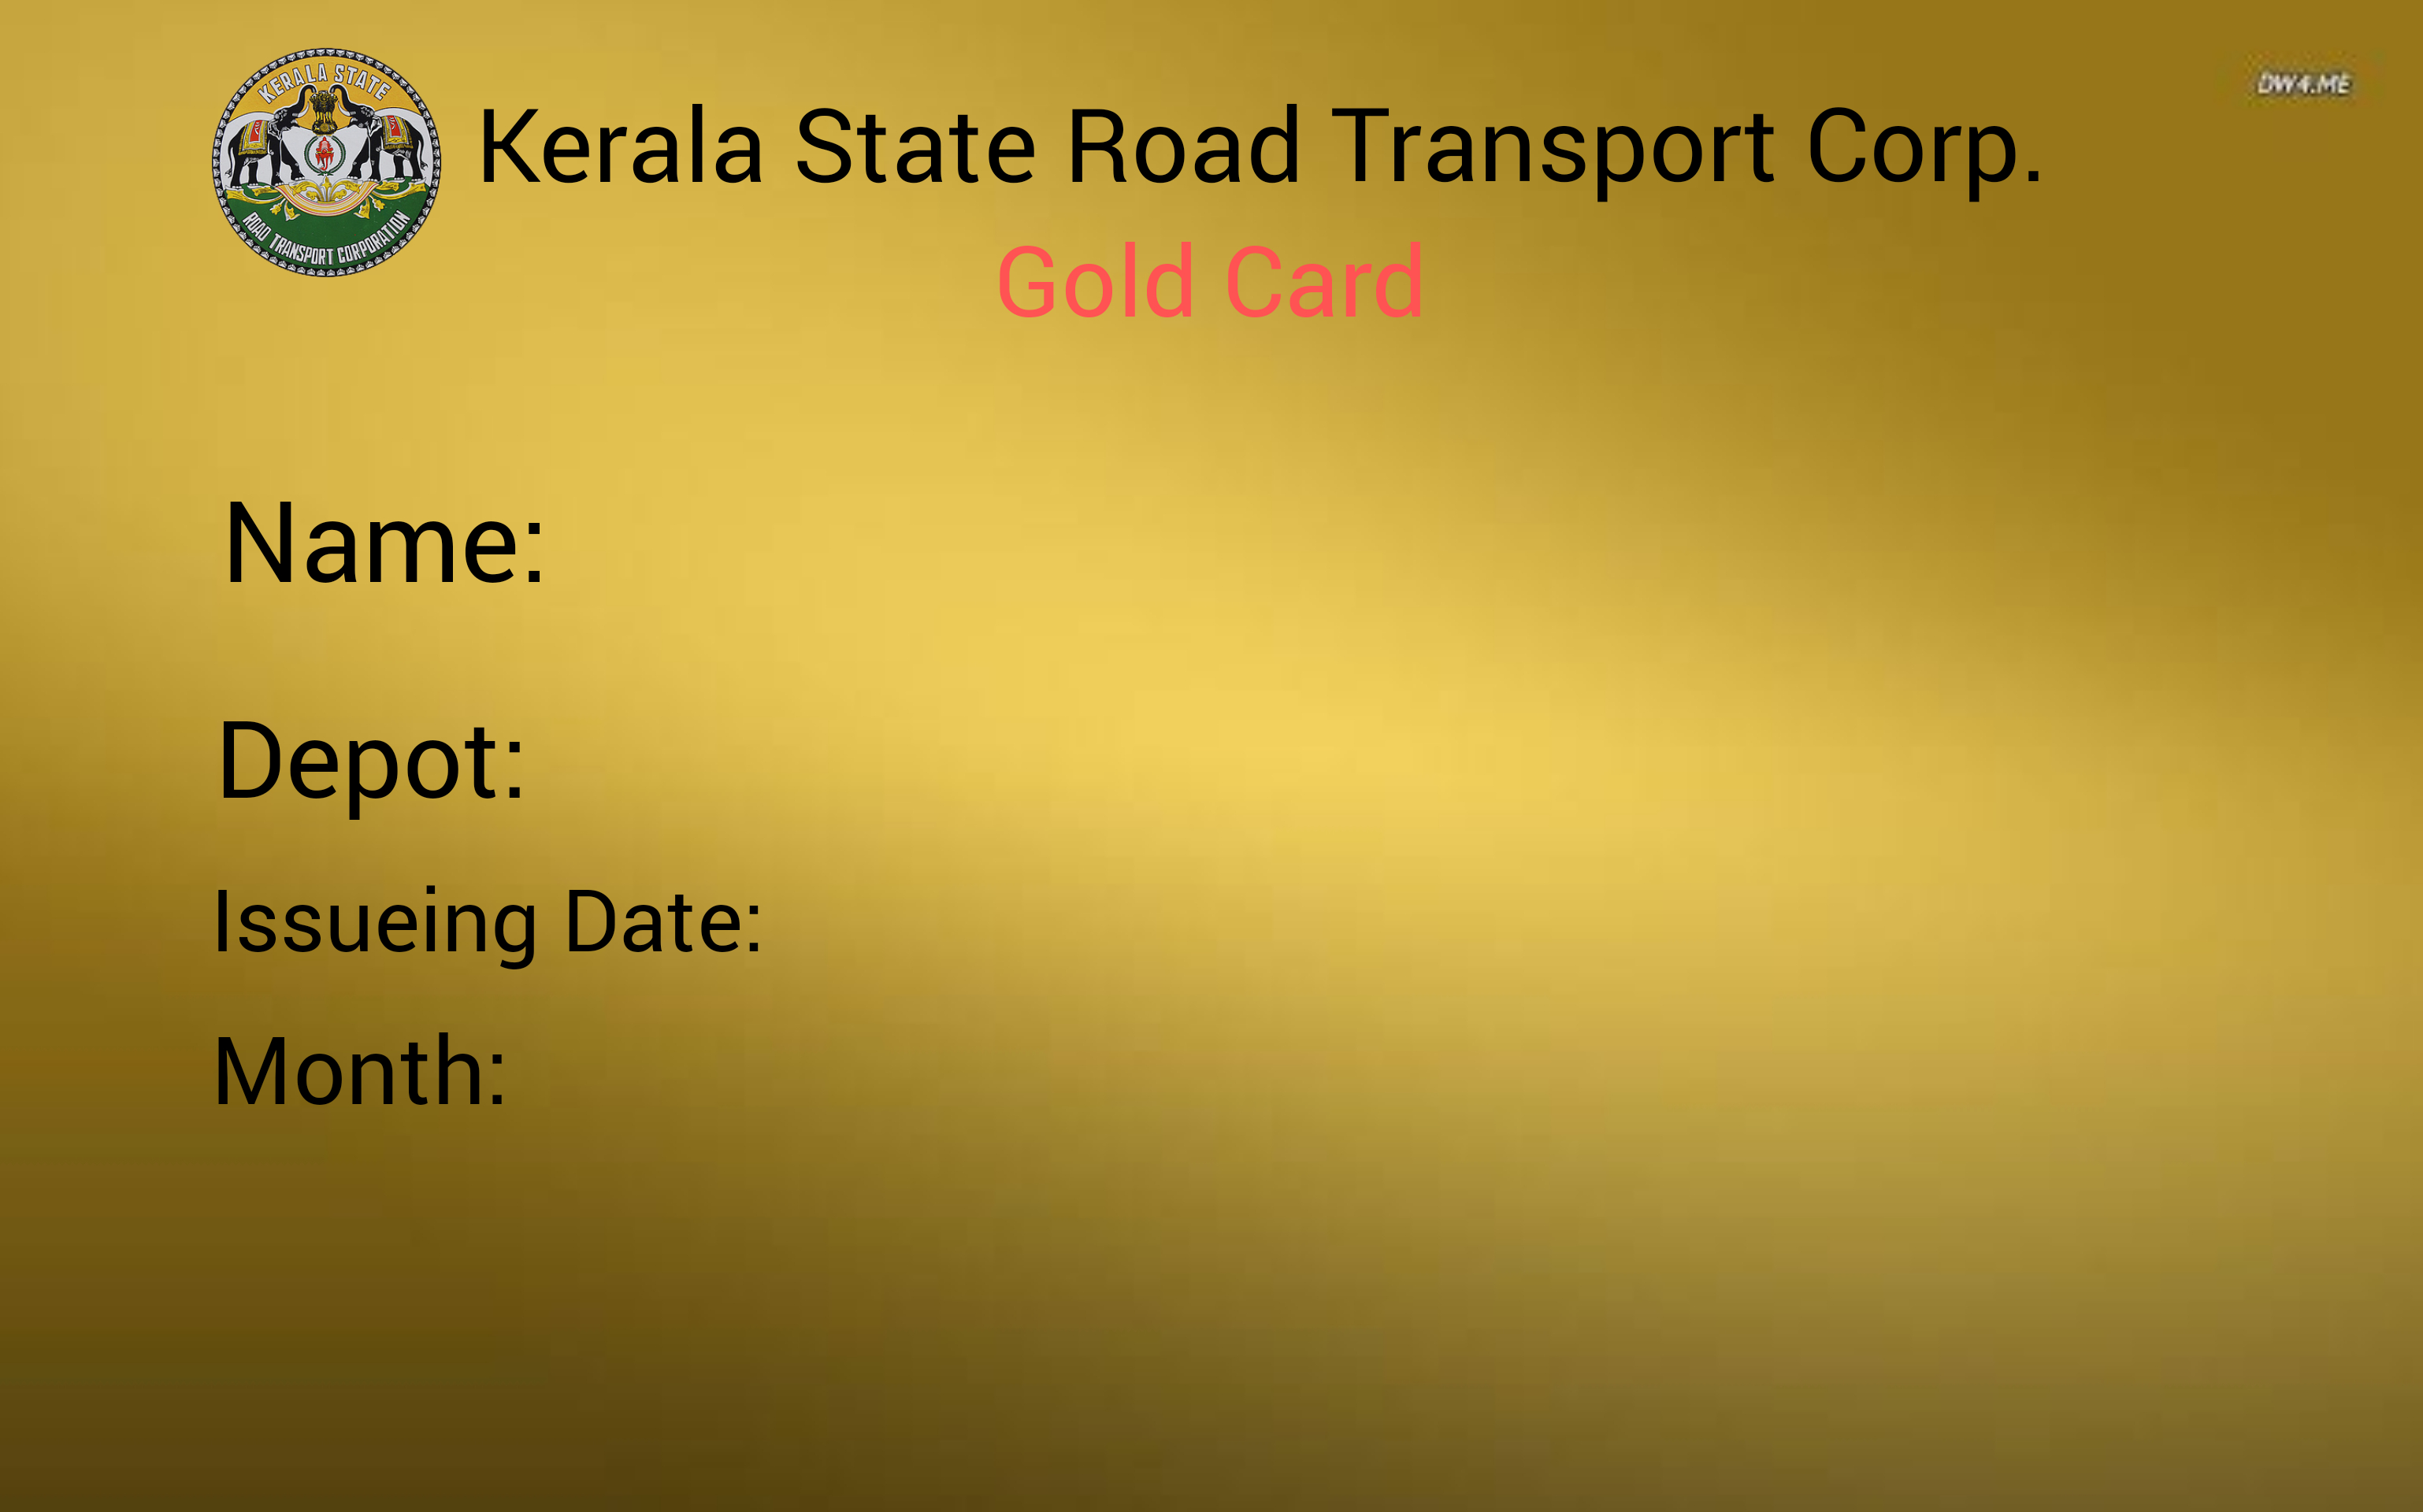 KERALA STATE
ROAD TRANSPORT CORPORATION
Kerala State Road Transport Corp.
DW4.ME
Gold Card
Name:
Depot:
Issueing Date:
Month: